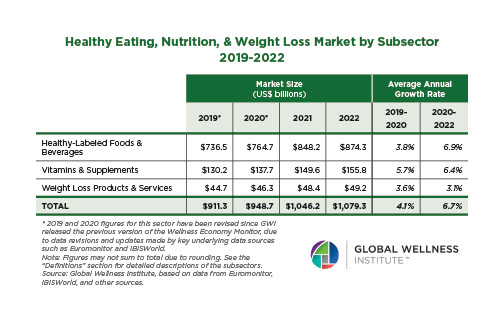 Healthy Eating, Nutrition, & Weight Loss Market by Subsector
2019-2022
Market Size
(US$ billions)
Average Annual
Growth Rate
2019* 2020* 2021 2022 2019-2020 2020-2022
Healthy-Labeled Foods &
Beverages $736.5 $764.7 $848.2 $874.3 3.8% 6.9%
Vitamins & Supplements $130.2 $137.7 $149.6 $155.8 5.7% 6.4%
Weight Loss Products & Services $44.7 $46.3 $48.4 $49.2 3.6% 3.1%
TOTAL $911.3 $948.7 $1,046.2 $1,079.3 4.1% 6.7%
* 2019 and 2020 figures for this sector have been revised since GWI
released the previous version of the Wellness Economy Monitor, due
to data revisions and updates made by key underlying data sources
such as Euromonitor and IBISWorld.
Note: Figures may not sum to total due to rounding. See the
"Definitions" section for detailed descriptions of the subsectors.
Source: Global Wellness Institute, based on data from Euromonitor,
IBISWorld, and other sources.
GLOBAL WELLNESS
INSTITUTE™